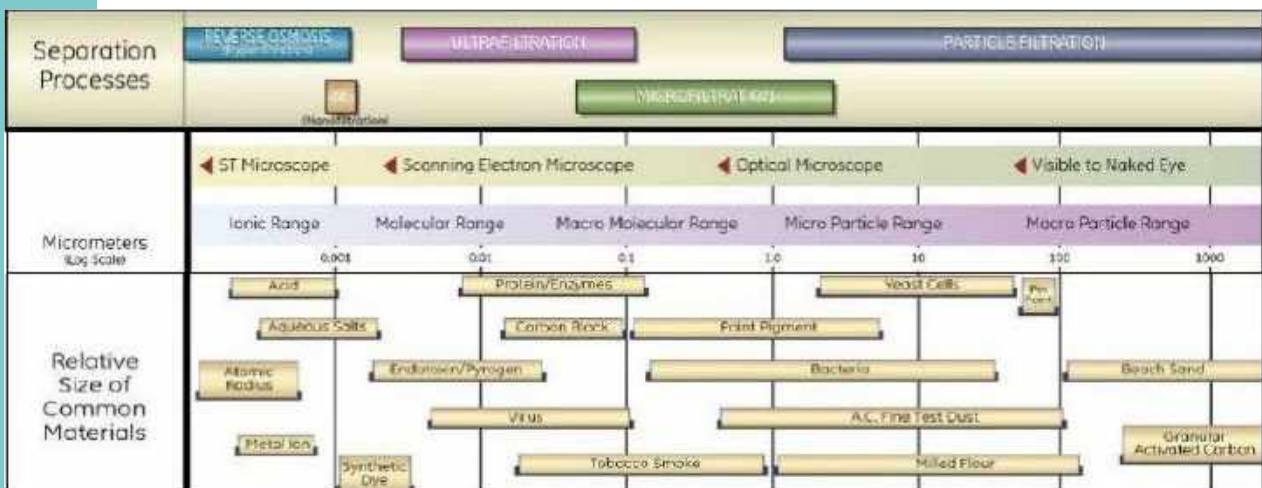 Separation
Processes
REVERSE OSMOSIS
ULTRAFILTRATION
PARTICLE FILTRATION
(Nanofiltration)
MICROFILTRATION
ST Microscope
Scanning Electron Microscope
Optical Microscope
Visible to Naked Eye
Ionic Range
Molecular Range
Macro Molecular Range
Micro Particle Range
Macro Particle Range
Micrometers
(Log Scale)
0.001
0.01
0.1
1.0
10
100
1000
Relative
Size of
Common
Materials
Acid
Protein/Enzymes
Yeast Cells
Pin
Point
Aqueous Salts
Carbon Black
Paint Pigment
Atomic
Radius
Endotoxin/Pyrogen
Bacteria
Beach Sand
Virus
A.C. Fine Test Dust
Metal Ion
Granular
Activated Carbon
Synthetic
Dye
Tobacco Smoke
Milled Flour